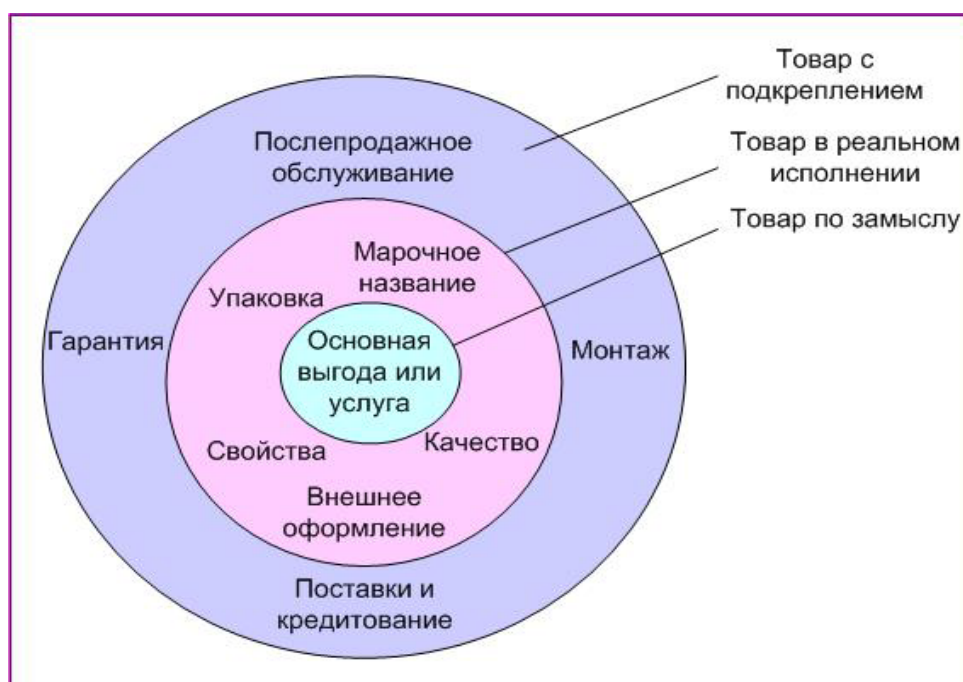 Товар с
подкреплением
Товар в реальном
исполнении
Товар по замыслу
Послепродажное
обслуживание
Марочное
название
Упаковка
Гарантия
Основная
выгода или
услуга
Монтаж
Свойства
Качество
Внешнее
оформление
Поставки и
кредитование